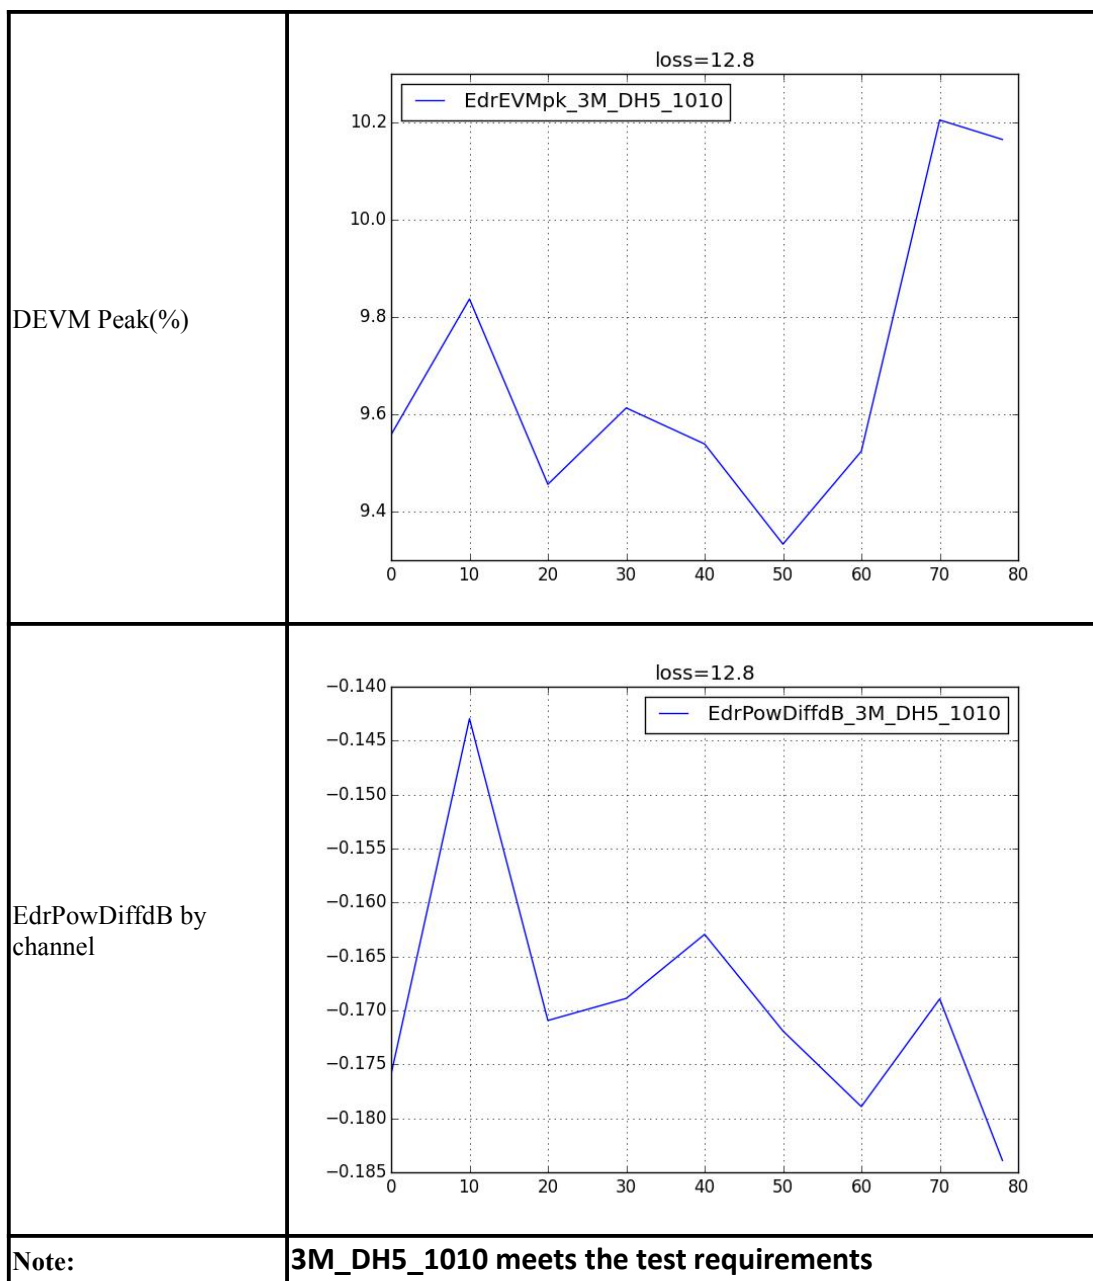 DEVM Peak(%)
loss=12.8
EdrEVMpk_3M_DH5_1010
10.2
10.0
9.8
9.6
9.4
0 10 20 30 40 50 60 70 80
EdrPowDiffdB by
channel
loss=12.8
EdrPowDiffdB_3M_DH5_1010
−0.140
−0.145
−0.150
−0.155
−0.160
−0.165
−0.170
−0.175
−0.180
−0.185
0 10 20 30 40 50 60 70 80
Note: 3M_DH5_1010 meets the test requirements